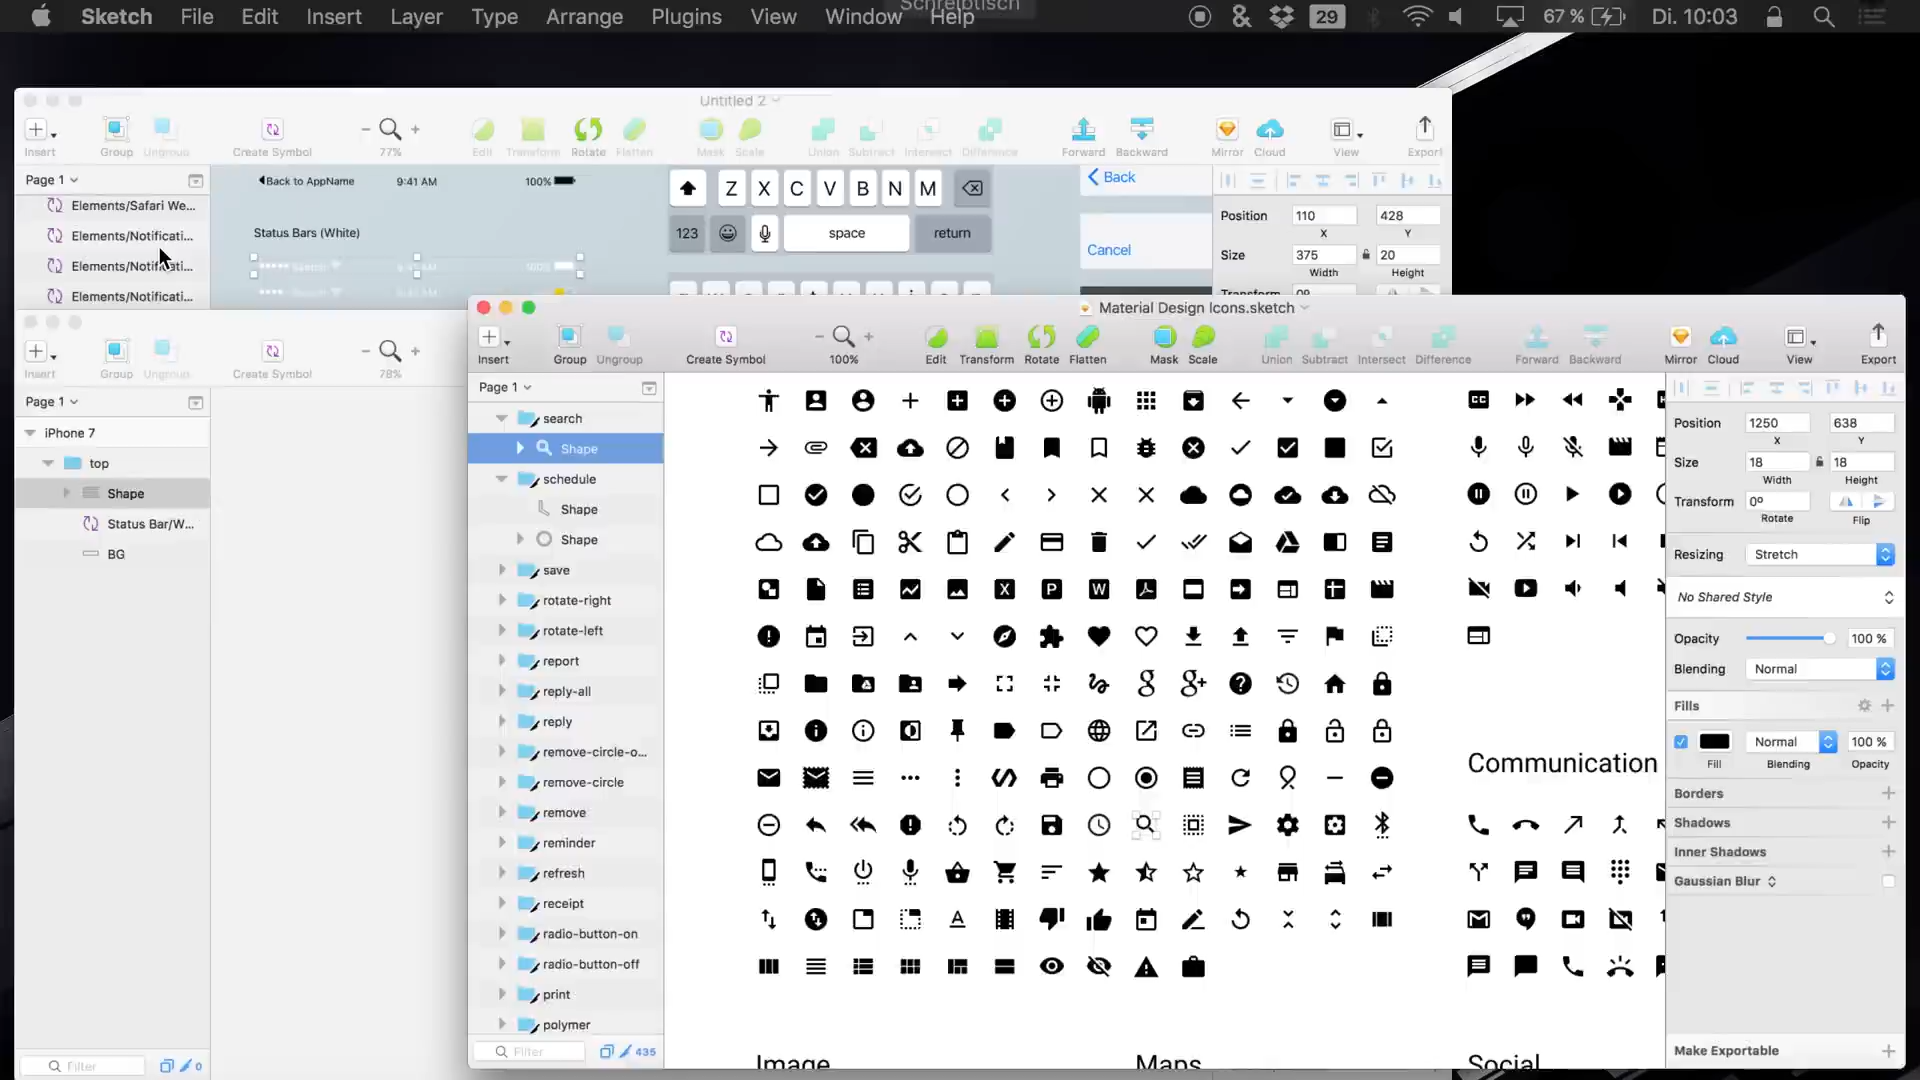 Schreibtisch
Sketch File Edit Insert Layer Type Arrange Plugins View Window Help 29 67 % Di. 10:03
Untitled 2
Insert Group Ungroup Create Symbol 77% Edit Transform Rotate Flatten Mask Scale Union Subtract Intersect Difference Forward Backward Mirror Cloud View Export
Page 1
Elements/Safari We...
Elements/Notificati...
Elements/Notificati...
Elements/Notificati...
Back to AppName 9:41 AM 100%
Status Bars (White)
Z X C V B N M
123 space return
Back
Cancel
Position 110 428
X Y
Size 375 20
Width Height
Transform 0º
Insert Group Ungroup Create Symbol 78%
Page 1
iPhone 7
top
Shape
Status Bar/W...
BG
Filter 0
Material Design Icons.sketch
Insert Group Ungroup Create Symbol 100% Edit Transform Rotate Flatten Mask Scale Union Subtract Intersect Difference Forward Backward Mirror Cloud View Export
Page 1
search
Shape
schedule
Shape
Shape
save
rotate-right
rotate-left
report
reply-all
reply
remove-circle-o...
remove-circle
remove
reminder
refresh
receipt
radio-button-on
radio-button-off
print
polymer
Filter 435
CC
X P W
g g+
Communication
Image Maps Social
Position 1250 638
X Y
Size 18 18
Width Height
Transform 0º
Rotate Flip
Resizing Stretch
No Shared Style
Opacity 100 %
Blending Normal
Fills
Normal 100 %
Fill Blending Opacity
Borders
Shadows
Inner Shadows
Gaussian Blur
Make Exportable